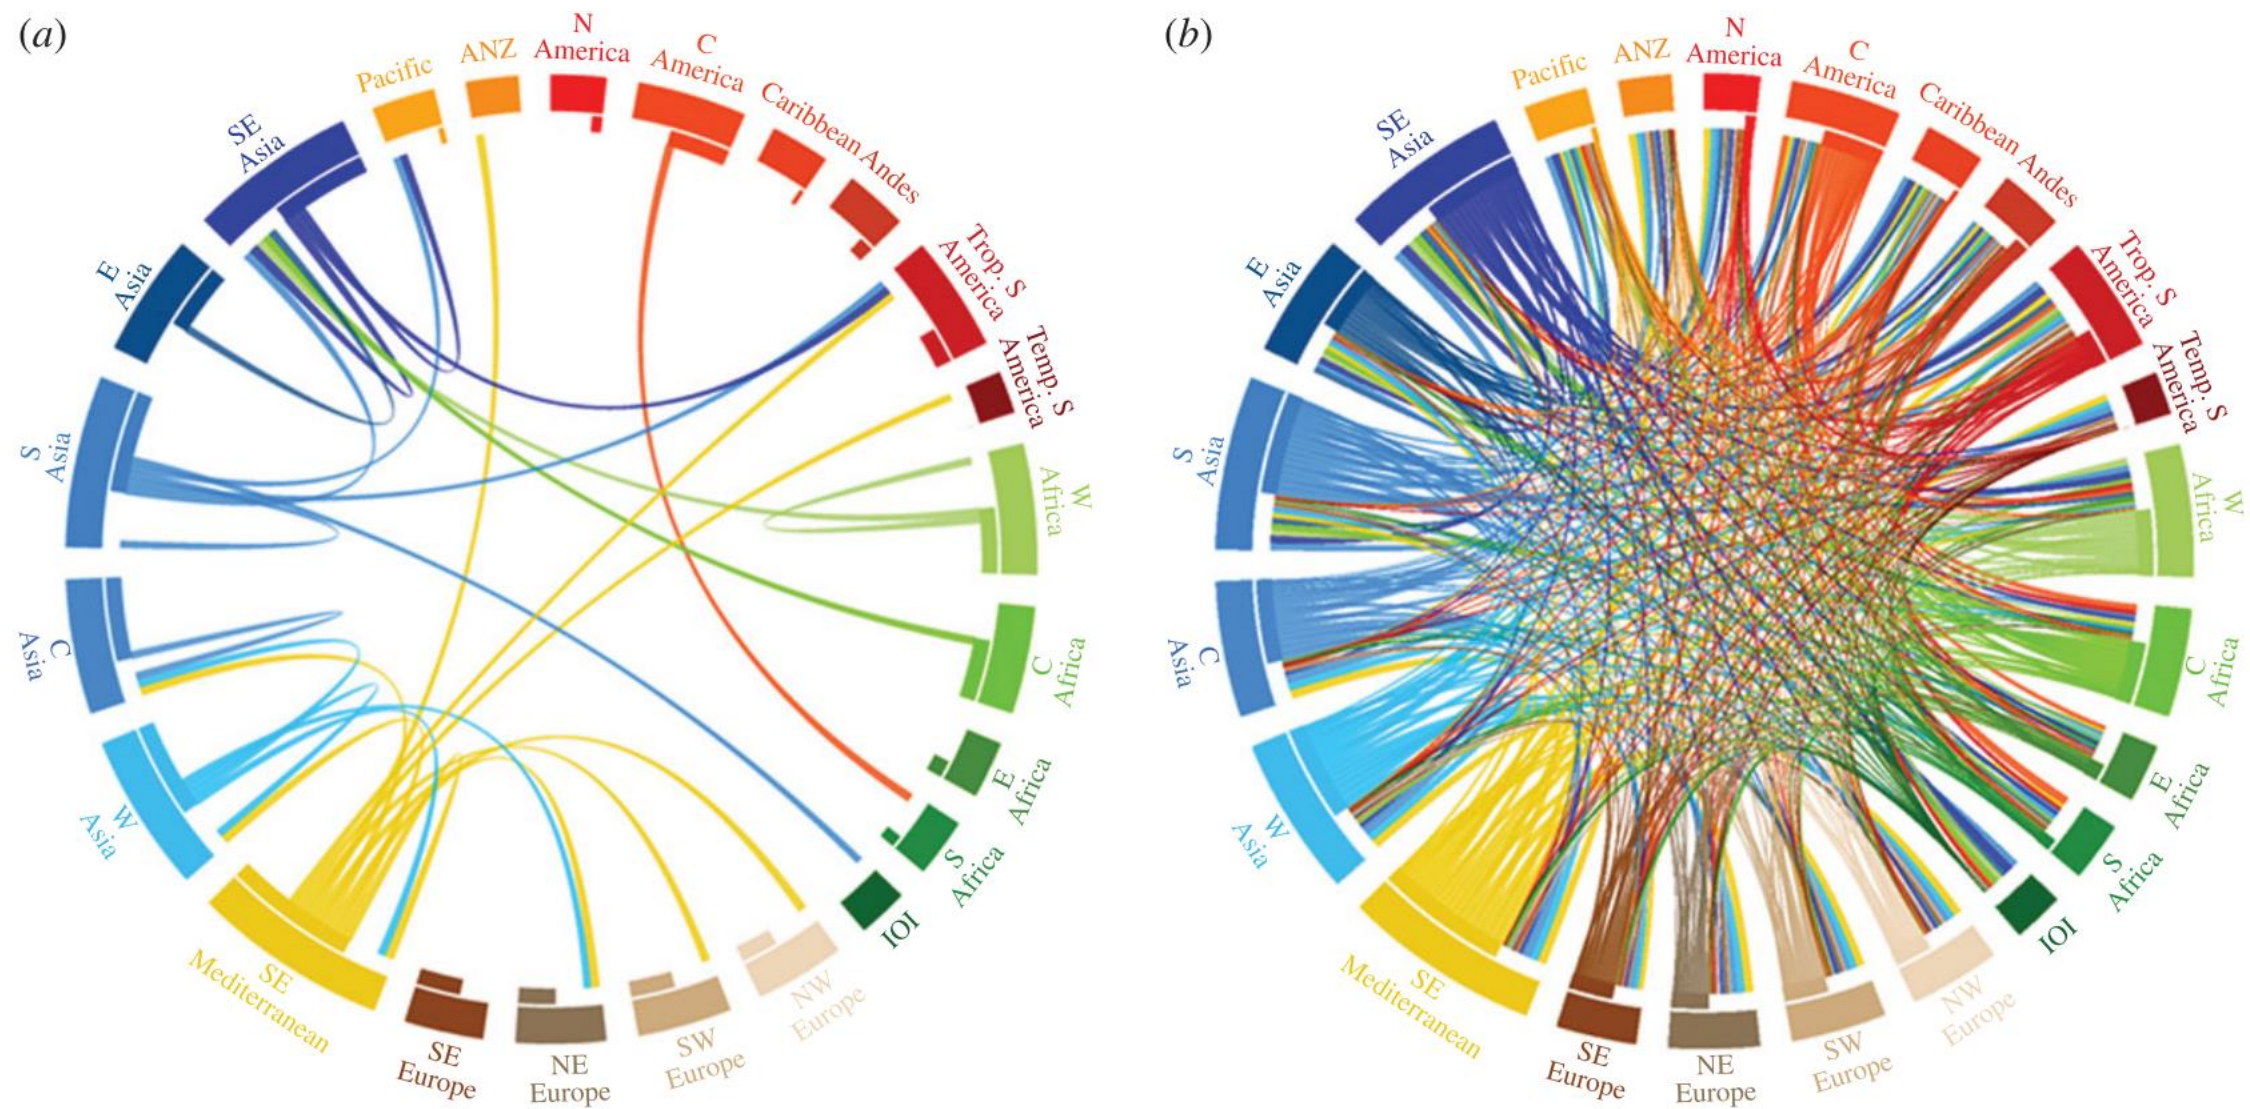 (a)
N
America
C
America
Caribbean
Andes
Trop. S
America
Temp. S
America
W
Africa
C
Africa
E
Africa
S
Africa
IOI
NW
Europe
SW
Europe
NE
Europe
SE
Europe
SE
Mediterranean
W
Asia
C
Asia
S
Asia
E
Asia
SE
Asia
Pacific
ANZ
(b)
N
America
C
America
Caribbean
Andes
Trop. S
America
Temp. S
America
W
Africa
C
Africa
E
Africa
S
Africa
IOI
NW
Europe
SW
Europe
NE
Europe
SE
Europe
SE
Mediterranean
W
Asia
C
Asia
S
Asia
E
Asia
SE
Asia
Pacific
ANZ